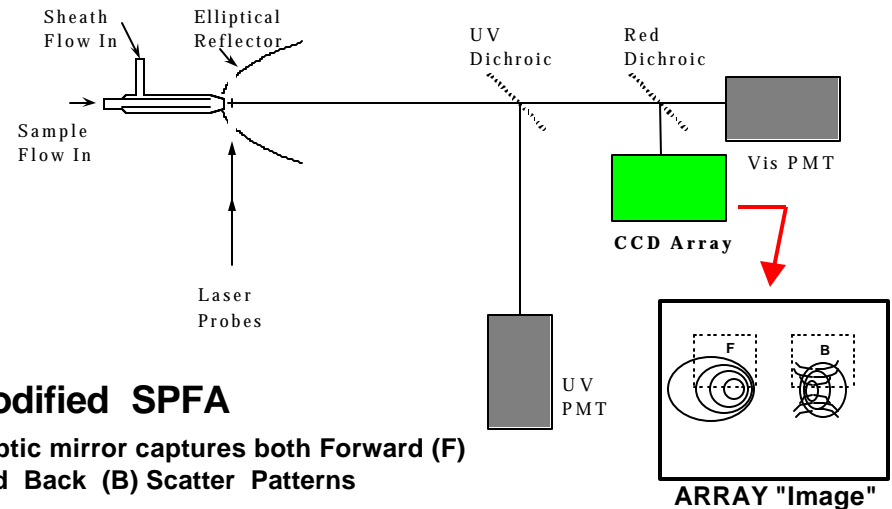 Sheath
Flow In
Elliptical
Reflector
UV
Dichroic
Red
Dichroic
Sample
Flow In
Vis PMT
CCD Array
Laser
Probes
UV
PMT
F
B
odified SPFA
ptic mirror captures both Forward (F)
d Back (B) Scatter Patterns
ARRAY "Image"